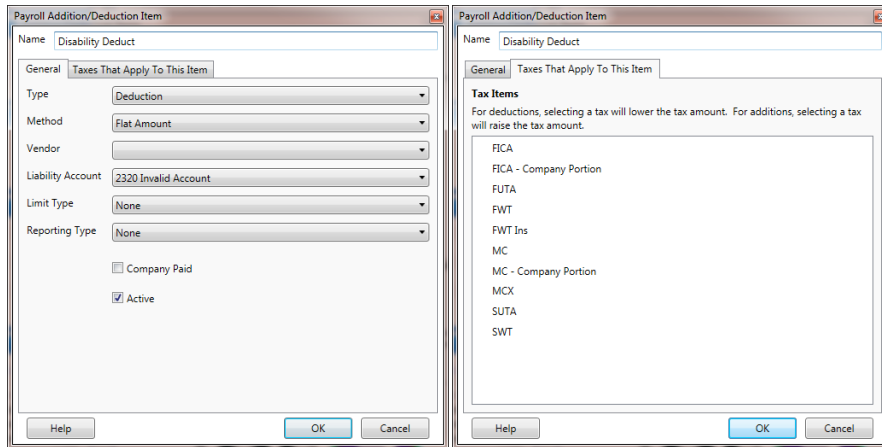 Payroll Addition/Deduction Item
Name Disability Deduct
General Taxes That Apply To This Item
Type Deduction
Method Flat Amount
Vendor
Liability Account 2320 Invalid Account
Limit Type None
Reporting Type None
Company Paid
Active
Help OK Cancel
Payroll Addition/Deduction Item
Name Disability Deduct
General Taxes That Apply To This Item
Tax Items
For deductions, selecting a tax will lower the tax amount. For additions, selecting a tax
will raise the tax amount.
FICA
FICA - Company Portion
FUTA
FWT
FWT Ins
MC
MC - Company Portion
MCX
SUTA
SWT
Help OK Cancel